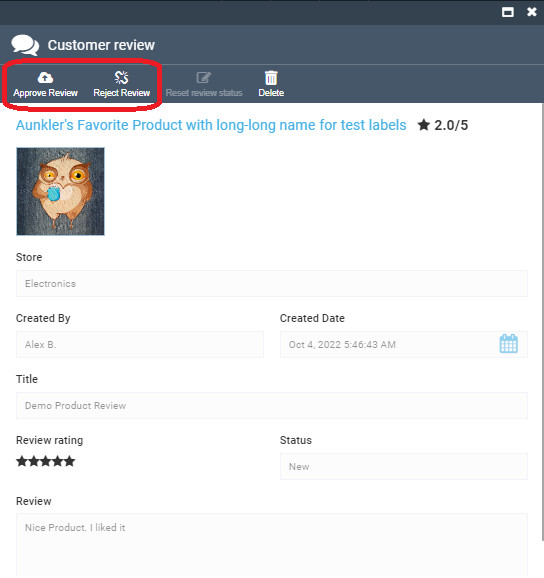 Customer review
Approve Review Reject Review Reset review status Delete
Aunkler's Favorite Product with long-long name for test labels 2.0/5
Store
Electronics
Created By Created Date
Alex B. Oct 4, 2022 5:46:43 AM
Title
Demo Product Review
Review rating Status
New
Review
Nice Product. I liked it